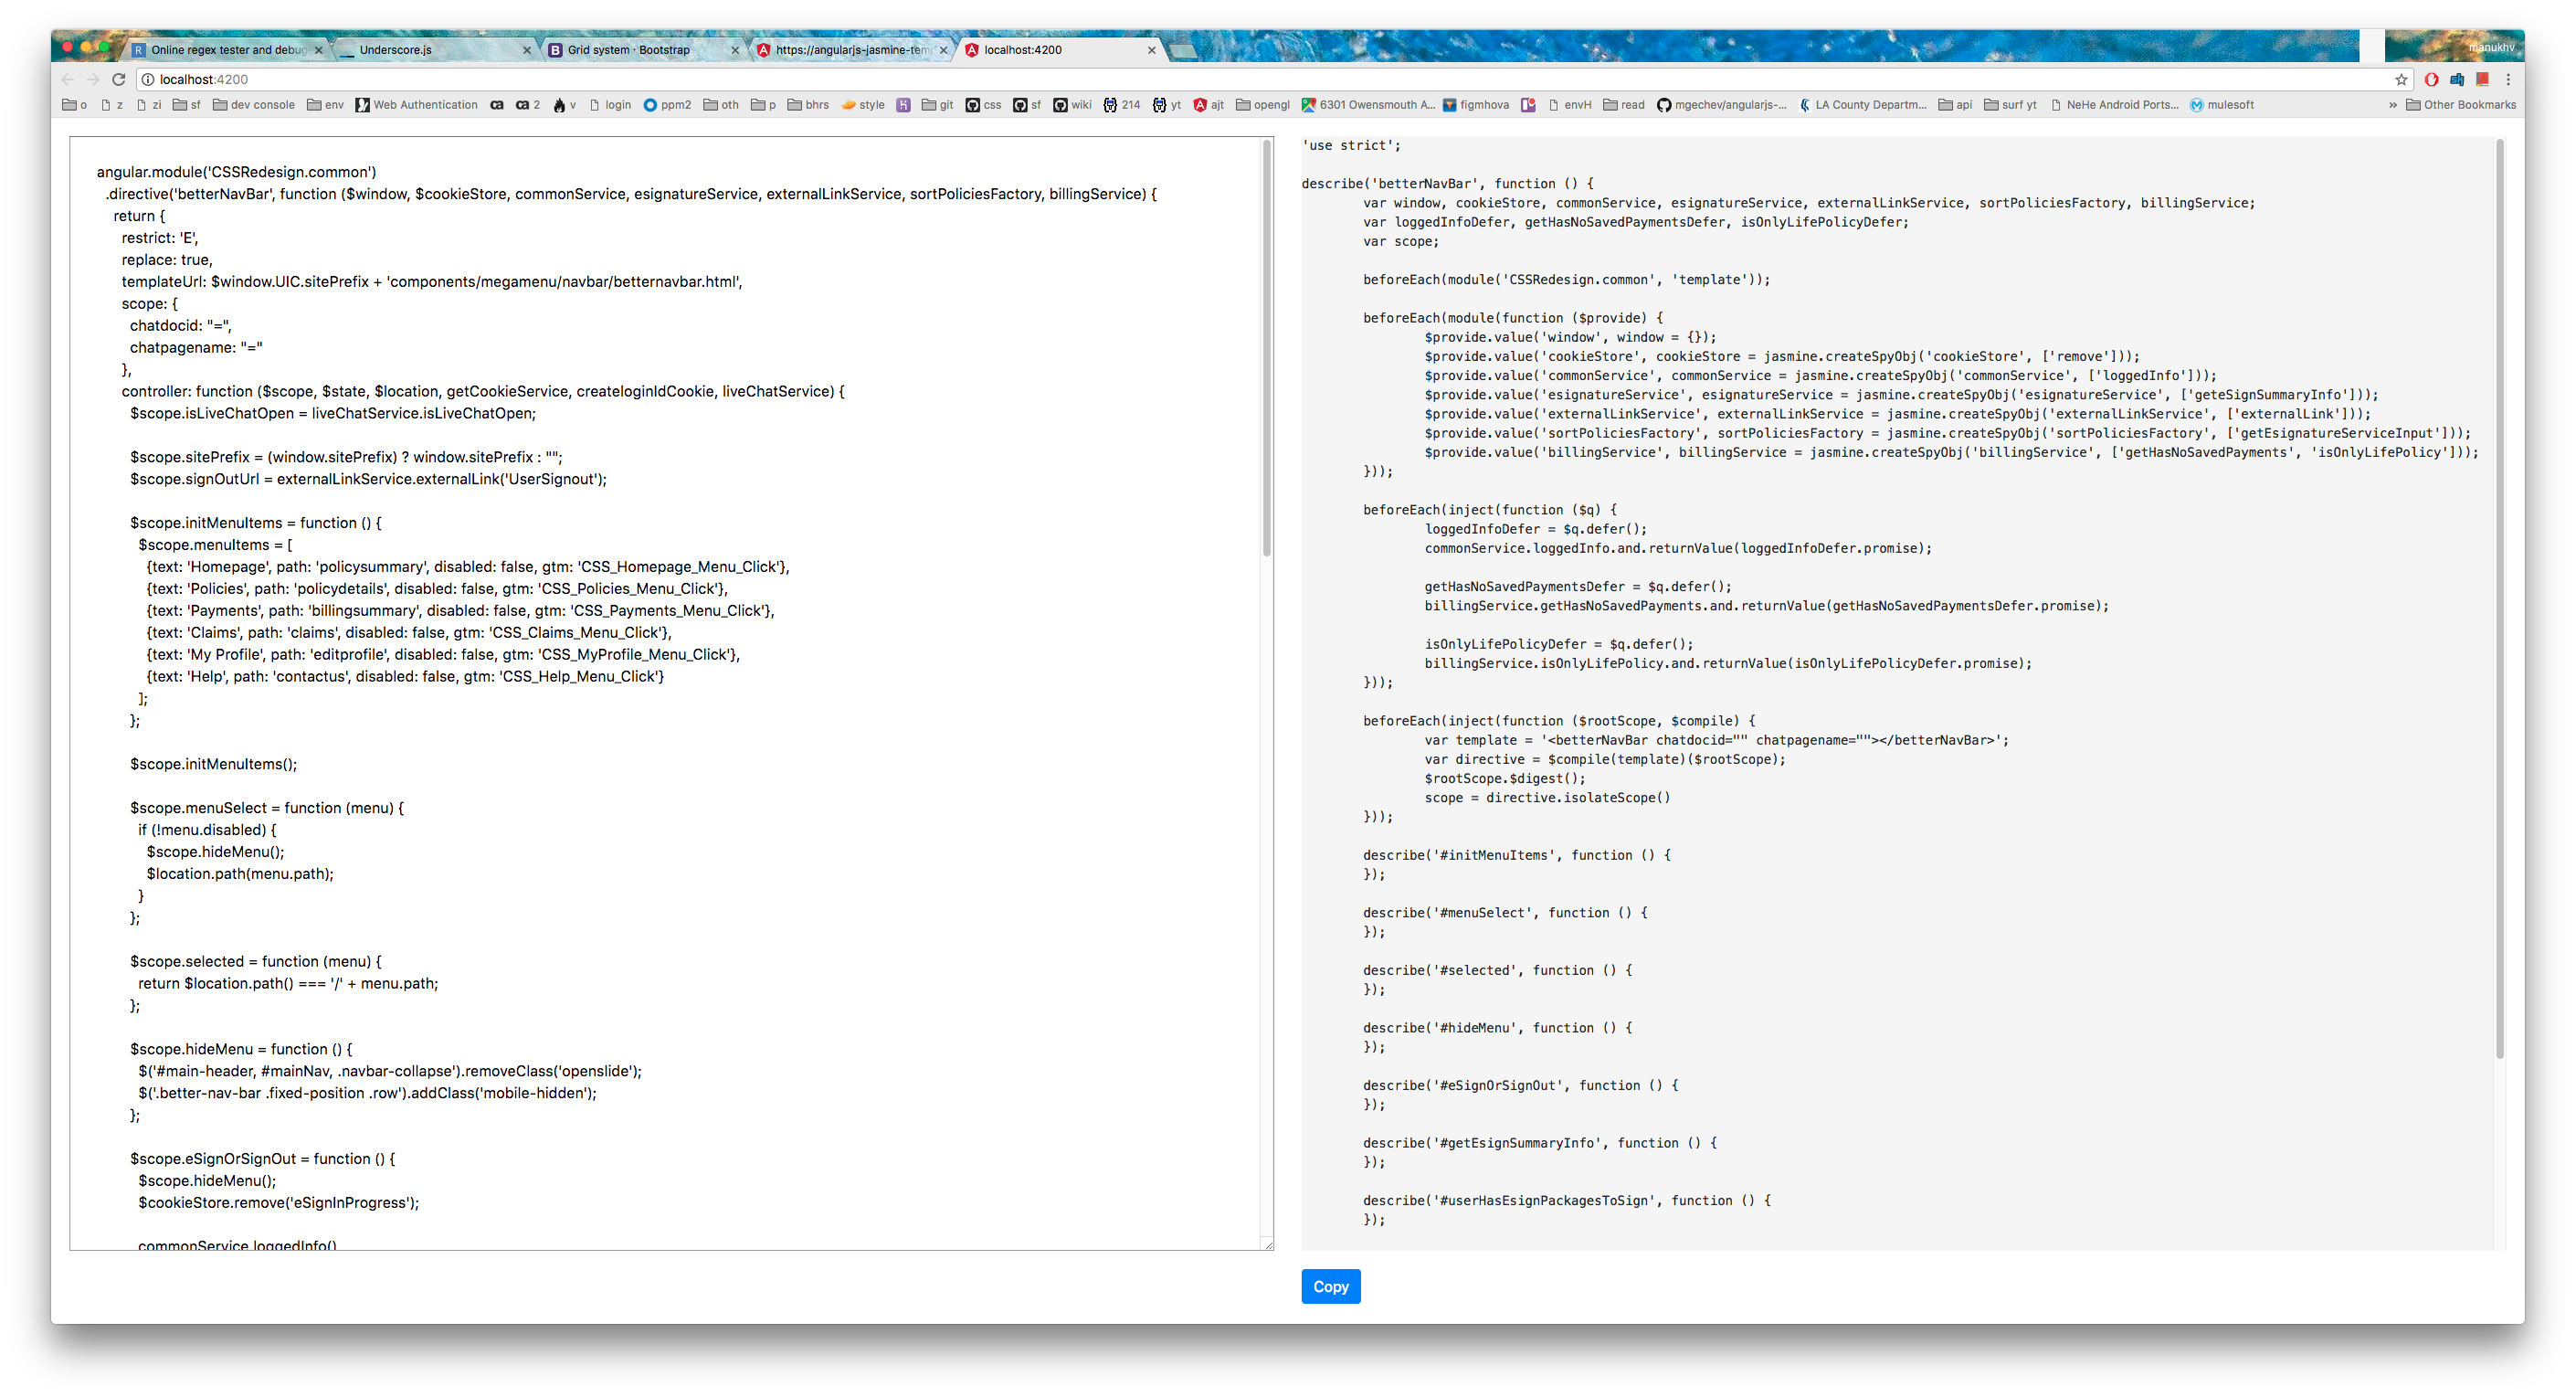 Online regex tester and debug
Underscore.js
Grid system · Bootstrap
https://angularjs-jasmine-tem
localhost:4200
manukhv
localhost:4200
o
z
zi
sf
dev console
env
Web Authentication
ca
ca 2
v
login
ppm2
oth
p
bhrs
style
git
css
sf
wiki
214
yt
ajt
opengl
6301 Owensmouth A...
figmhova
envH
read
mgechev/angularjs-...
LA County Departm...
api
surf yt
NeHe Android Ports...
mulesoft
»
Other Bookmarks
angular.module('CSSRedesign.common')
.directive('betterNavBar', function ($window, $cookieStore, commonService, esignatureService, externalLinkService, sortPoliciesFactory, billingService) {
return {
restrict: 'E',
replace: true,
templateUrl: $window.UIC.sitePrefix + 'components/megamenu/navbar/betternavbar.html',
scope: {
chatdocid: "=",
chatpagename: "="
},
controller: function ($scope, $state, $location, getCookieService, createloginIdCookie, liveChatService) {
$scope.isLiveChatOpen = liveChatService.isLiveChatOpen;
$scope.sitePrefix = (window.sitePrefix) ? window.sitePrefix : "";
$scope.signOutUrl = externalLinkService.externalLink('UserSignout');
$scope.initMenuItems = function () {
$scope.menuItems = [
{text: 'Homepage', path: 'policysummary', disabled: false, gtm: 'CSS_Homepage_Menu_Click'},
{text: 'Policies', path: 'policydetails', disabled: false, gtm: 'CSS_Policies_Menu_Click'},
{text: 'Payments', path: 'billingsummary', disabled: false, gtm: 'CSS_Payments_Menu_Click'},
{text: 'Claims', path: 'claims', disabled: false, gtm: 'CSS_Claims_Menu_Click'},
{text: 'My Profile', path: 'editprofile', disabled: false, gtm: 'CSS_MyProfile_Menu_Click'},
{text: 'Help', path: 'contactus', disabled: false, gtm: 'CSS_Help_Menu_Click'}
];
};
$scope.initMenuItems();
$scope.menuSelect = function (menu) {
if (!menu.disabled) {
$scope.hideMenu();
$location.path(menu.path);
}
};
$scope.selected = function (menu) {
return $location.path() === '/' + menu.path;
};
$scope.hideMenu = function () {
$('#main-header, #mainNav, .navbar-collapse').removeClass('openslide');
$('.better-nav-bar .fixed-position .row').addClass('mobile-hidden');
};
$scope.eSignOrSignOut = function () {
$scope.hideMenu();
$cookieStore.remove('eSignInProgress');
commonService.loggedInfo()
'use strict';
describe('betterNavBar', function () {
var window, cookieStore, commonService, esignatureService, externalLinkService, sortPoliciesFactory, billingService;
var loggedInfoDefer, getHasNoSavedPaymentsDefer, isOnlyLifePolicyDefer;
var scope;
beforeEach(module('CSSRedesign.common', 'template'));
beforeEach(module(function ($provide) {
$provide.value('window', window = {});
$provide.value('cookieStore', cookieStore = jasmine.createSpyObj('cookieStore', ['remove']));
$provide.value('commonService', commonService = jasmine.createSpyObj('commonService', ['loggedInfo']));
$provide.value('esignatureService', esignatureService = jasmine.createSpyObj('esignatureService', ['geteSignSummaryInfo']));
$provide.value('externalLinkService', externalLinkService = jasmine.createSpyObj('externalLinkService', ['externalLink']));
$provide.value('sortPoliciesFactory', sortPoliciesFactory = jasmine.createSpyObj('sortPoliciesFactory', ['getEsignatureServiceInput']));
$provide.value('billingService', billingService = jasmine.createSpyObj('billingService', ['getHasNoSavedPayments', 'isOnlyLifePolicy']));
}));
beforeEach(inject(function ($q) {
loggedInfoDefer = $q.defer();
commonService.loggedInfo.and.returnValue(loggedInfoDefer.promise);
getHasNoSavedPaymentsDefer = $q.defer();
billingService.getHasNoSavedPayments.and.returnValue(getHasNoSavedPaymentsDefer.promise);
isOnlyLifePolicyDefer = $q.defer();
billingService.isOnlyLifePolicy.and.returnValue(isOnlyLifePolicyDefer.promise);
}));
beforeEach(inject(function ($rootScope, $compile) {
var template = '<betterNavBar chatdocid="" chatpagename=""></betterNavBar>';
var directive = $compile(template)($rootScope);
$rootScope.$digest();
scope = directive.isolateScope()
}));
describe('#initMenuItems', function () {
});
describe('#menuSelect', function () {
});
describe('#selected', function () {
});
describe('#hideMenu', function () {
});
describe('#eSignOrSignOut', function () {
});
describe('#getEsignSummaryInfo', function () {
});
describe('#userHasEsignPackagesToSign', function () {
});
Copy